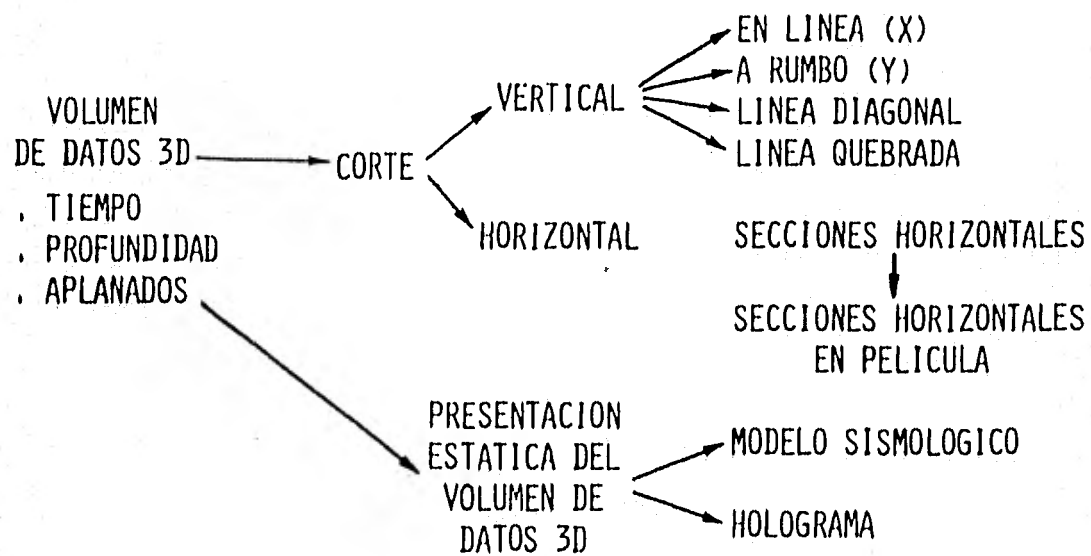 VOLUMEN
DE DATOS 3D
. TIEMPO
. PROFUNDIDAD
. APLANADOS
CORTE
VERTICAL
EN LINEA (X)
A RUMBO (Y)
LINEA DIAGONAL
LINEA QUEBRADA
HORIZONTAL
SECCIONES HORIZONTALES
SECCIONES HORIZONTALES
EN PELICULA
PRESENTACION
ESTATICA DEL
VOLUMEN DE
DATOS 3D
MODELO SISMOLOGICO
HOLOGRAMA